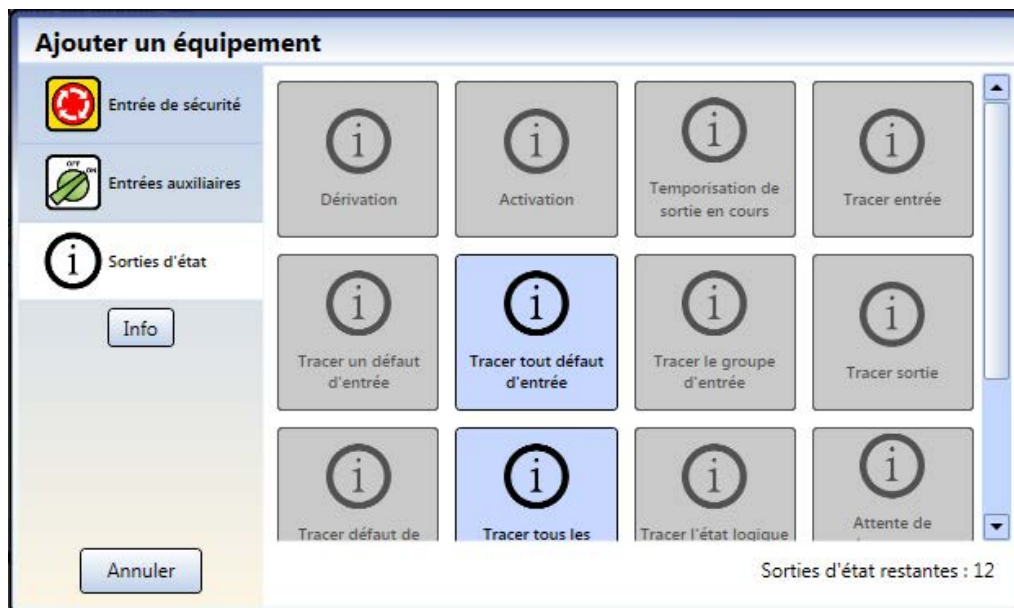 Ajouter un équipement
Entrée de sécurité
OFF
ON
Entrées auxiliaires
Sorties d'état
Info
Annuler
Dérivation
Activation
Temporisation de
sortie en cours
Tracer entrée
Tracer un défaut
d'entrée
Tracer tout défaut
d'entrée
Tracer le groupe
d'entrée
Tracer sortie
Tracer défaut de
Tracer tous les
Tracer l'état logique
Attente de
Sorties d'état restantes : 12